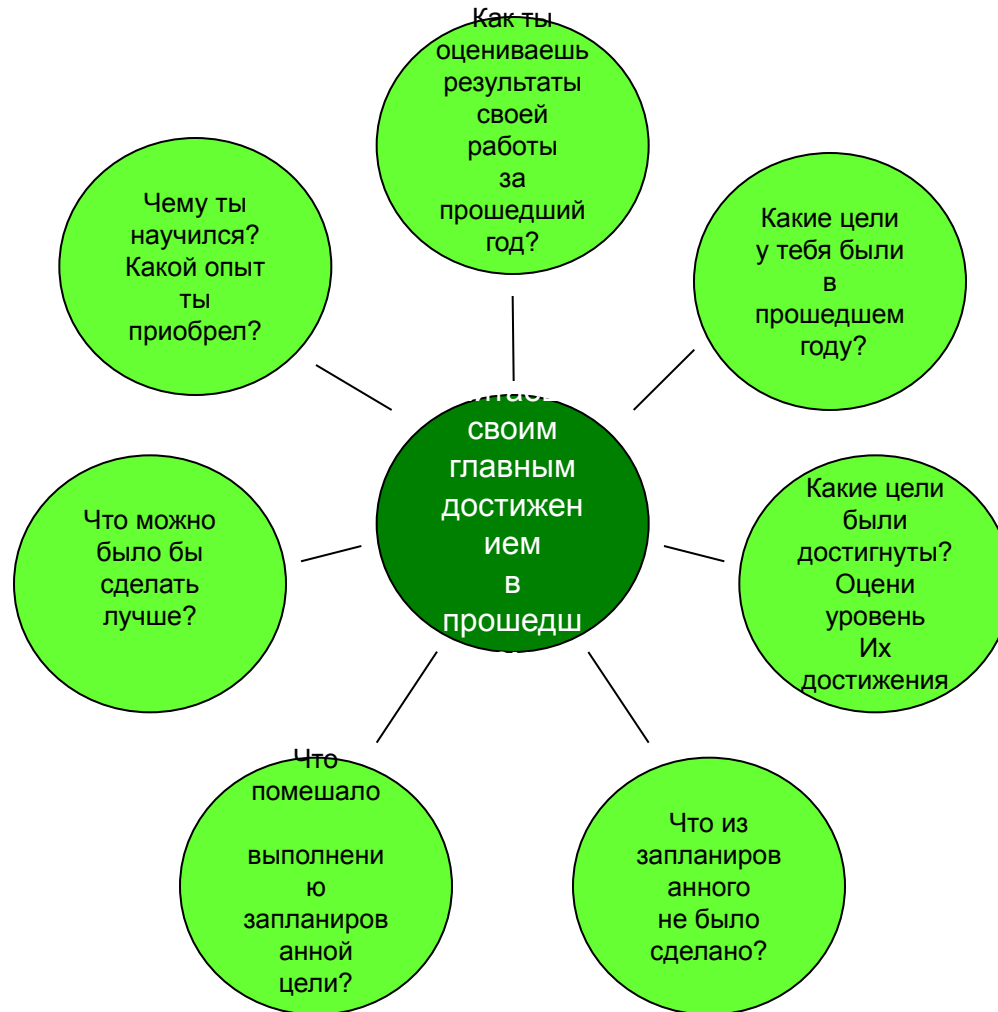 Как ты
оцениваешь
результаты
своей
работы
за
прошедший
год?
Чему ты
научился?
Какой опыт
ты
приобрел?
Какие цели
у тебя были
в
прошедшем
году?
своим
главным
достижен
ием
в
прошедш
Что можно
было бы
сделать
лучше?
Какие цели
были
достигнуты?
Оцени
уровень
Их
достижения
Что
помешало
выполнени
ю
запланиров
анной
цели?
Что из
запланиров
анного
не было
сделано?